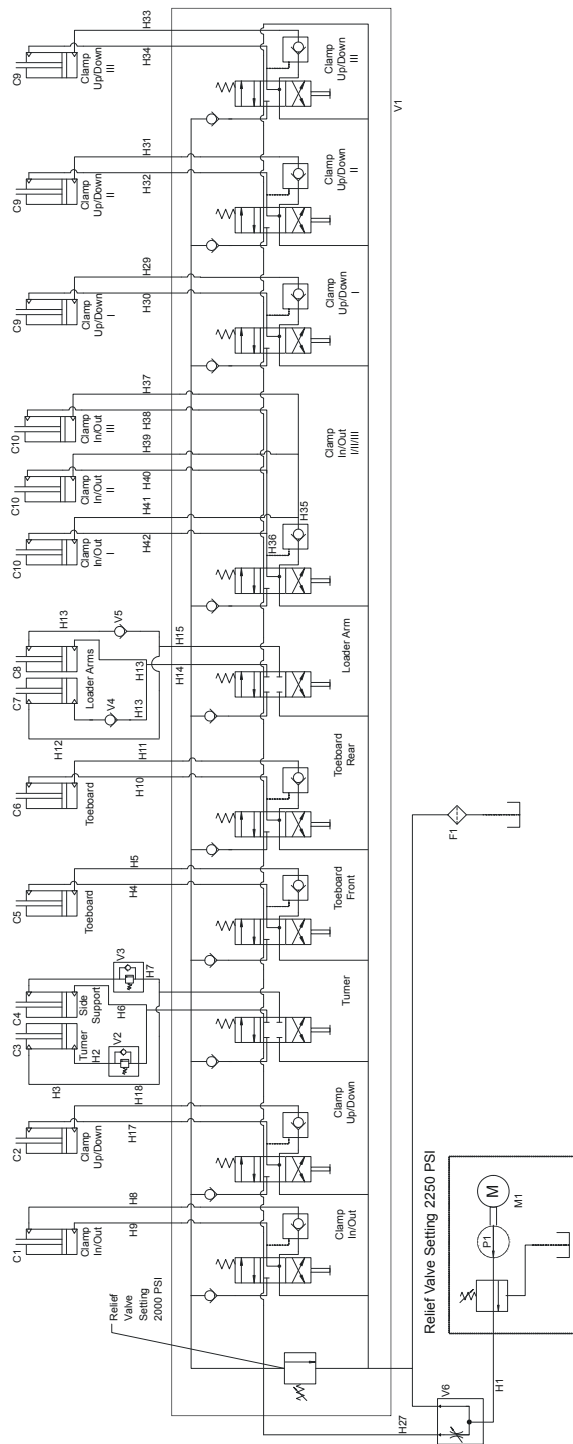 C1
Clamp
In/Out
H8
H9
C2
Clamp
Up/Down
H17
H3
C3
C4
Turner
Side
Support
H2
V2
H18
H6
V3
H7
C5
Toeboard
H5
H4
C6
Toeboard
H11
H10
H12
C7
C8
Loader Arms
H13
V4
H13
H13
V5
H15
H14
C10
Clamp
In/Out
I
H41
H42
C10
Clamp
In/Out
II
H39
H40
C10
Clamp
In/Out
III
H37
H38
H35
H36
C9
Clamp
Up/Down
I
H29
H30
C9
Clamp
Up/Down
II
H31
H32
C9
Clamp
Up/Down
III
H33
H34
Relief
Valve
Setting
2000 PSI
Clamp
In/Out
Clamp
Up/Down
Turner
Toeboard
Front
Toeboard
Rear
Loader Arm
Clamp
In/Out
I/II/III
Clamp
Up/Down
I
Clamp
Up/Down
II
Clamp
Up/Down
III
V1
H27
V6
H1
Relief Valve Setting 2250 PSI
P1
M
M1
F1